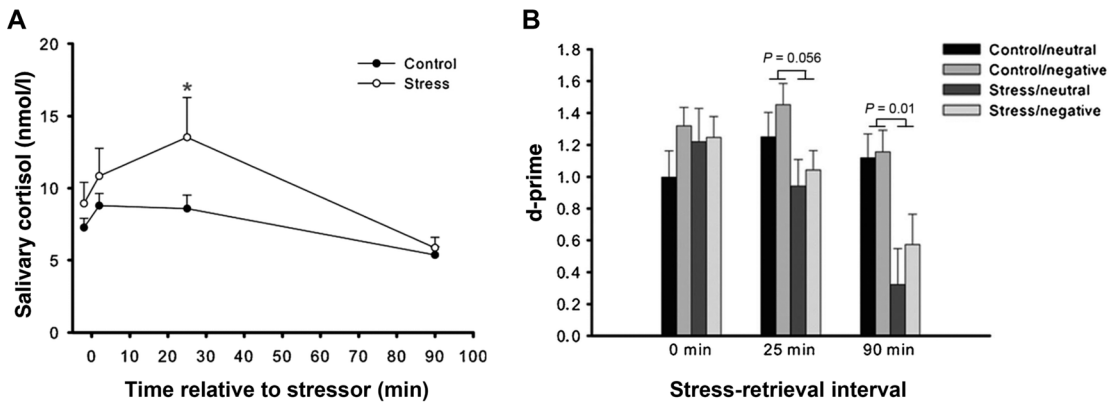 A
20
15
10
5
0
Salivary cortisol (nmol/l)
*
Control
Stress
0 10 20 30 40 50 60 70 80 90 100
Time relative to stressor (min)
B
1.8
1.6
1.4
1.2
1.0
0.8
0.6
0.4
0.2
0.0
d-prime
P = 0.056
P = 0.01
Control/neutral
Control/negative
Stress/neutral
Stress/negative
0 min 25 min 90 min
Stress-retrieval interval